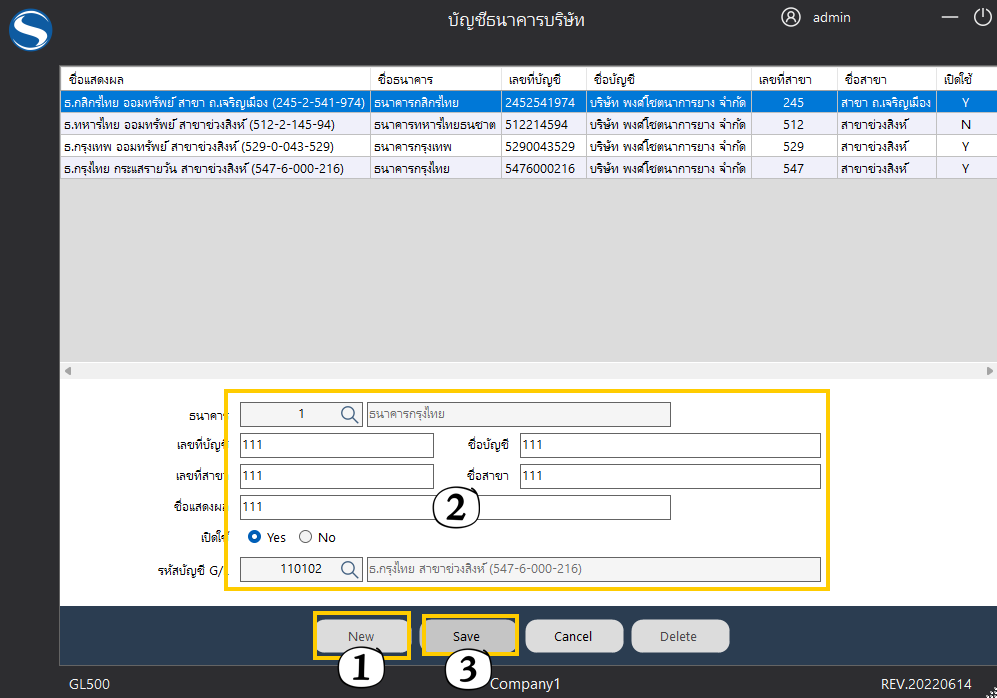 บัญชีธนาคารบริษัท admin
ชื่อแสดงผล ชื่อธนาคาร เลขที่บัญชี ชื่อบัญชี เลขที่สาขา ชื่อสาขา เปิดใช้
ธ.กสิกรไทย ออมทรัพย์ สาขา ถ.เจริญเมือง (245-2-541-974) ธนาคารกสิกรไทย 2452541974 บริษัท พงศ์โชตนาการยาง จำกัด 245 สาขา ถ.เจริญเมือง Y
ธ.ทหารไทย ออมทรัพย์ สาขาช่วงสิงห์ (512-2-145-94) ธนาคารทหารไทยธนชาต 512214594 บริษัท พงศ์โชตนาการยาง จำกัด 512 สาขาช่วงสิงห์ N
ธ.กรุงเทพ ออมทรัพย์ สาขาช่วงสิงห์ (529-0-043-529) ธนาคารกรุงเทพ 5290043529 บริษัท พงศ์โชตนาการยาง จำกัด 529 สาขาช่วงสิงห์ Y
ธ.กรุงไทย กระแสรายวัน สาขาช่วงสิงห์ (547-6-000-216) ธนาคารกรุงไทย 5476000216 บริษัท พงศ์โชตนาการยาง จำกัด 547 สาขาช่วงสิงห์ Y
ธนาคาร 1 ธนาคารกรุงไทย
เลขที่บัญชี 111 ชื่อบัญชี 111
เลขที่สาขา 111 ชื่อสาขา 111
ชื่อแสดงผล 111
2
เปิดใช้ Yes No
รหัสบัญชี G/L 110102 ธ.กรุงไทย สาขาช่วงสิงห์ (547-6-000-216)
New Save Cancel Delete
1 3
GL500 Company1 REV.20220614